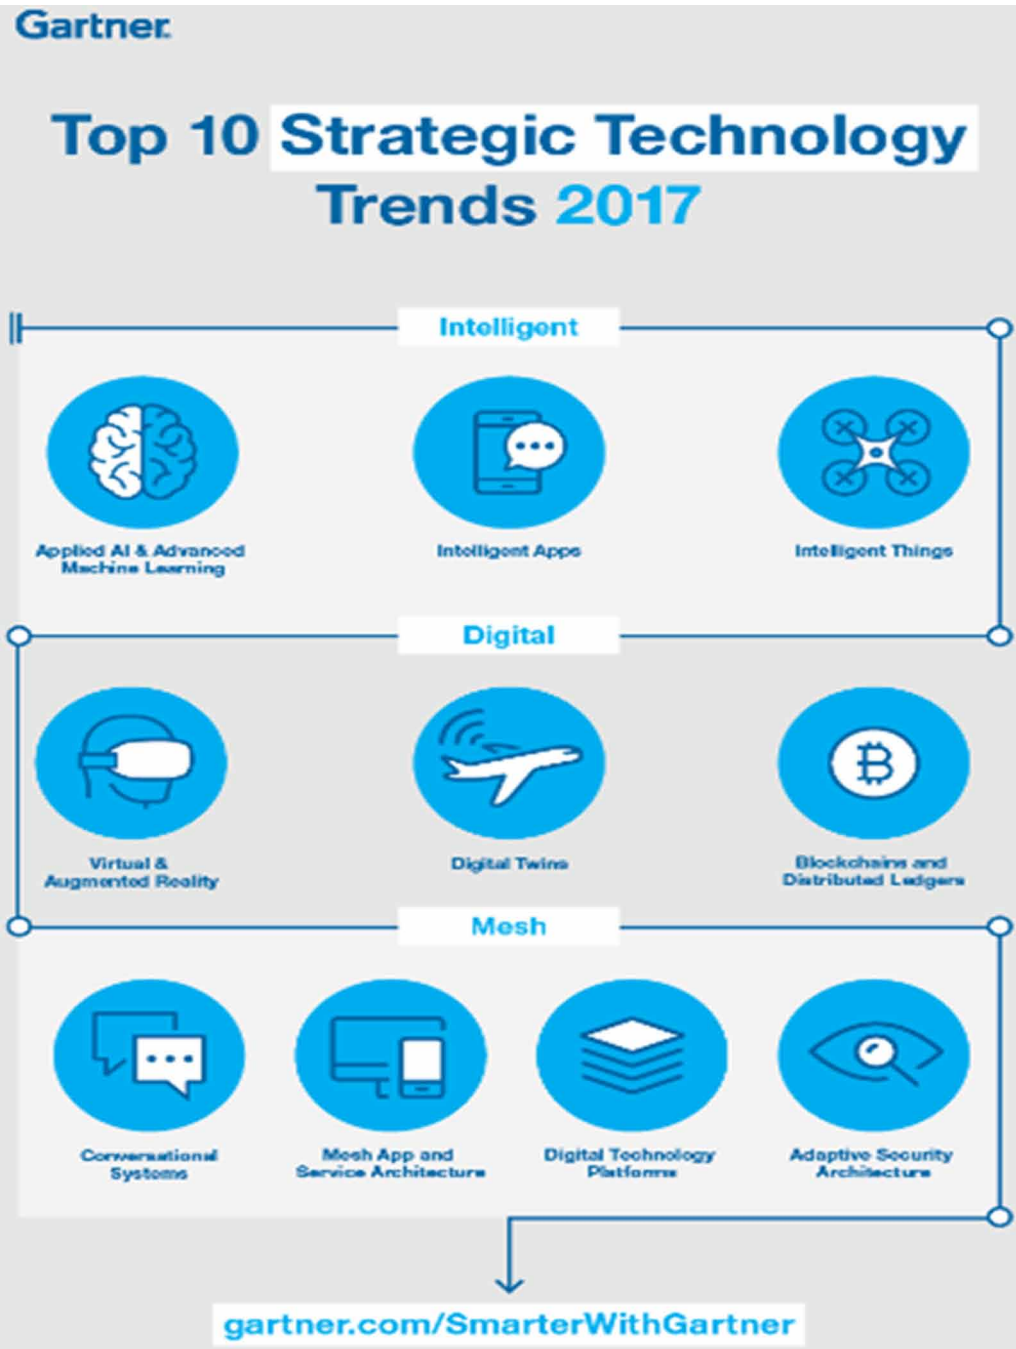 Gartner
Top 10 Strategic Technology
Trends 2017
Intelligent
Applied AI & Advanced
Machine Learning
Intelligent Apps
Intelligent Things
Digital
Virtual &
Augmented Reality
Digital Twins
Blockchains and
Distributed Ledgers
Mesh
Conversational
Systems
Mesh App and
Service Architecture
Digital Technology
Platforms
Adaptive Security
Architecture
gartner.com/SmarterWithGartner